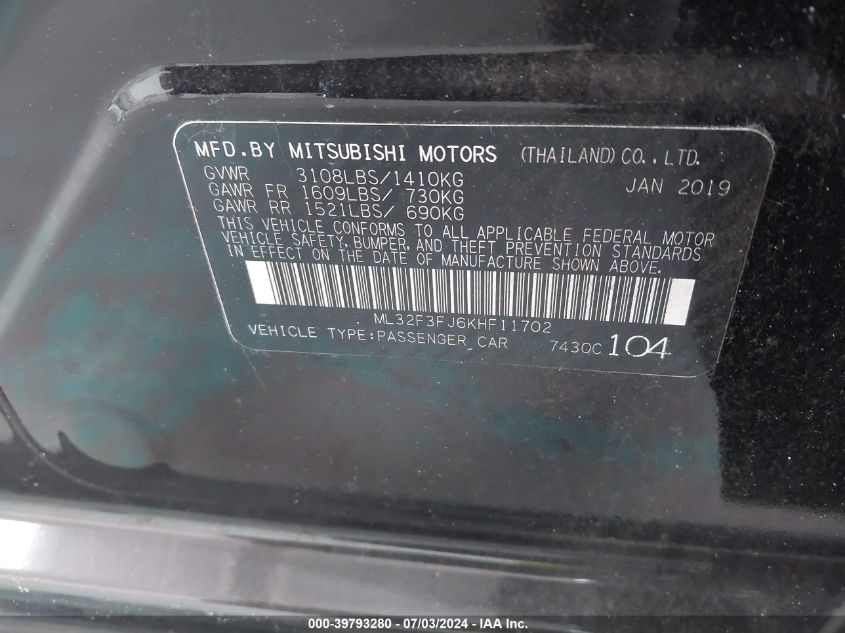 MFD.BY MITSUBISHI MOTORS (THAILAND) CO., LTD.
GVWR 3108LBS/1410KG JAN 2019
GAWR FR 1609LBS/ 730KG
GAWR RR 1521LBS/ 690KG
THIS VEHICLE CONFORMS TO ALL APPLICABLE FEDERAL MOTOR
VEHICLE SAFETY, BUMPER, AND THEFT PREVENTION STANDARDS
IN EFFECT ON THE DATE OF MANUFACTURE SHOWN ABOVE.
ML32F3FJ6KHF11702
VEHICLE TYPE:PASSENGER CAR 7430C 104
000-39793280 - 07/03/2024 - IAA Inc.